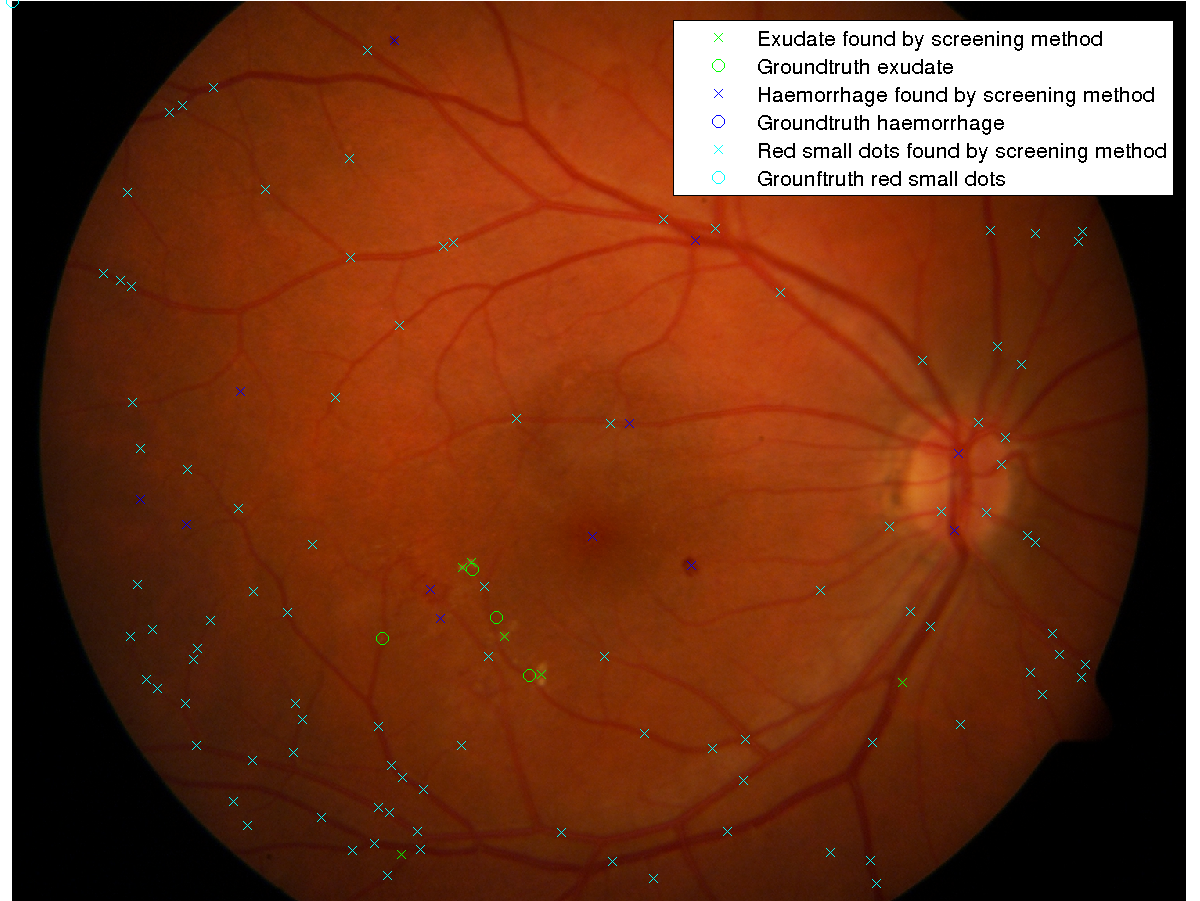 Exudate found by screening method
Groundtruth exudate
Haemorrhage found by screening method
Groundtruth haemorrhage
Red small dots found by screening method
Grounftruth red small dots